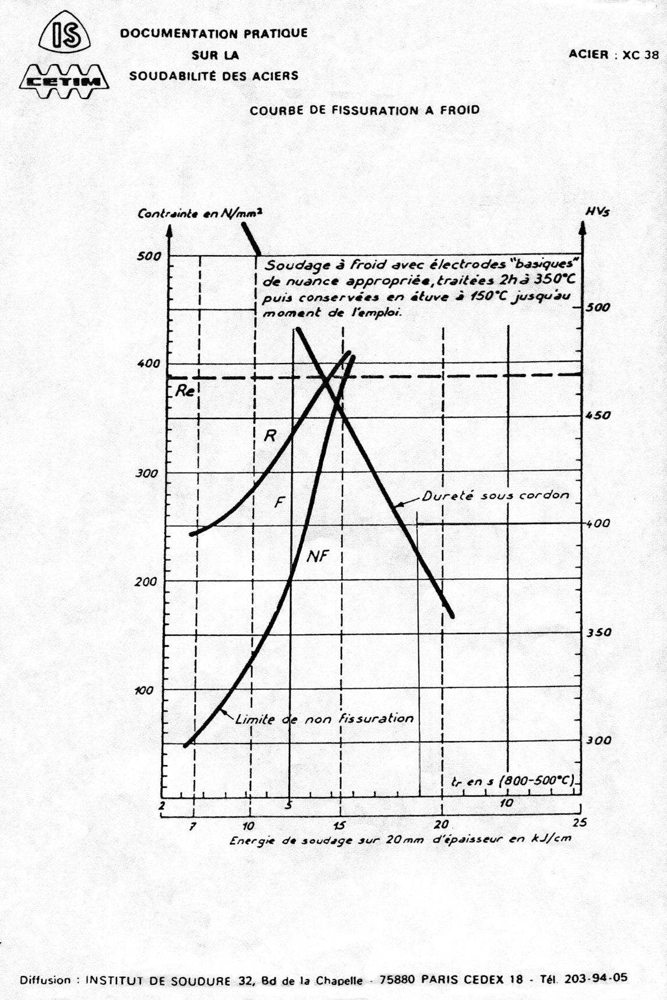 IS
CETIM
DOCUMENTATION PRATIQUE
SUR LA
SOUDABILITÉ DES ACIERS
ACIER : XC 38
COURBE DE FISSURATION A FROID
Contrainte en N/mm²
HV5
Soudage à froid avec électrodes "basiques"
de nuance appropriée, traitées 2h à 350°C
puis conservées en étuve à 150°C jusqu'au
moment de l'emploi.
500
400
300
200
100
500
450
400
350
300
Re
R
F
NF
Dureté sous cordon
Limite de non fissuration
tr en s (800-500°C)
2 5 10
7 10 15 20 25
Energie de soudage sur 20mm d'épaisseur en kJ/cm
Diffusion : INSTITUT DE SOUDURE 32, Bd de la Chapelle - 75880 PARIS CEDEX 18 - Tél. 203-94-05